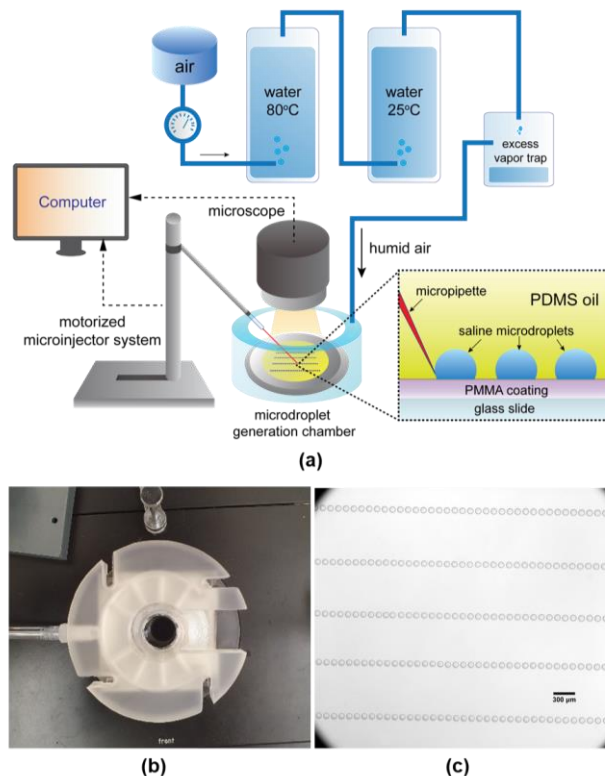 air
water
80°C
water
25°C
excess
vapor trap
Computer
microscope
humid air
motorized
microinjector system
microdroplet
generation chamber
micropipette
PDMS oil
saline microdroplets
PMMA coating
glass slide
(a)
front
300 μm
(b)
(c)